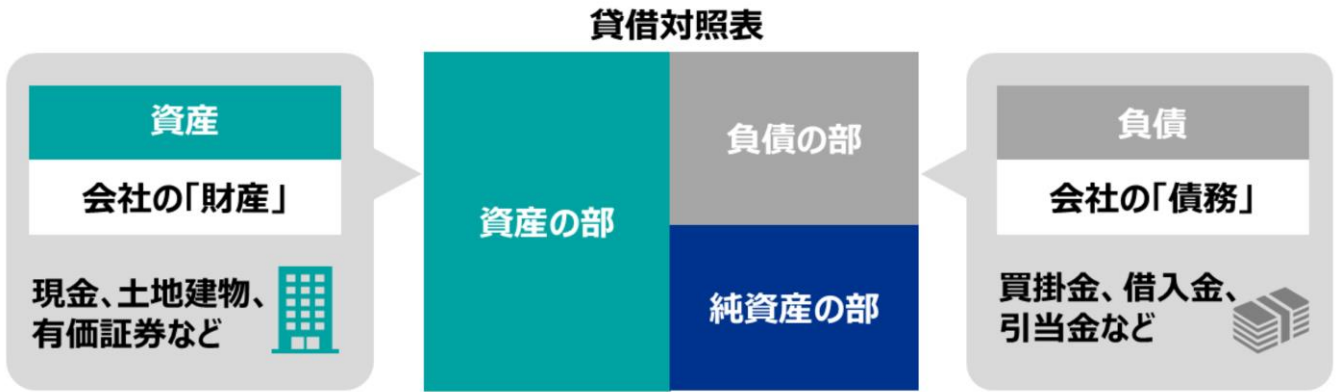 貸借対照表
資産
会社の「財産」
現金、土地建物、
有価証券など
資産の部
負債の部
純資産の部
負債
会社の「債務」
買掛金、借入金、
引当金など